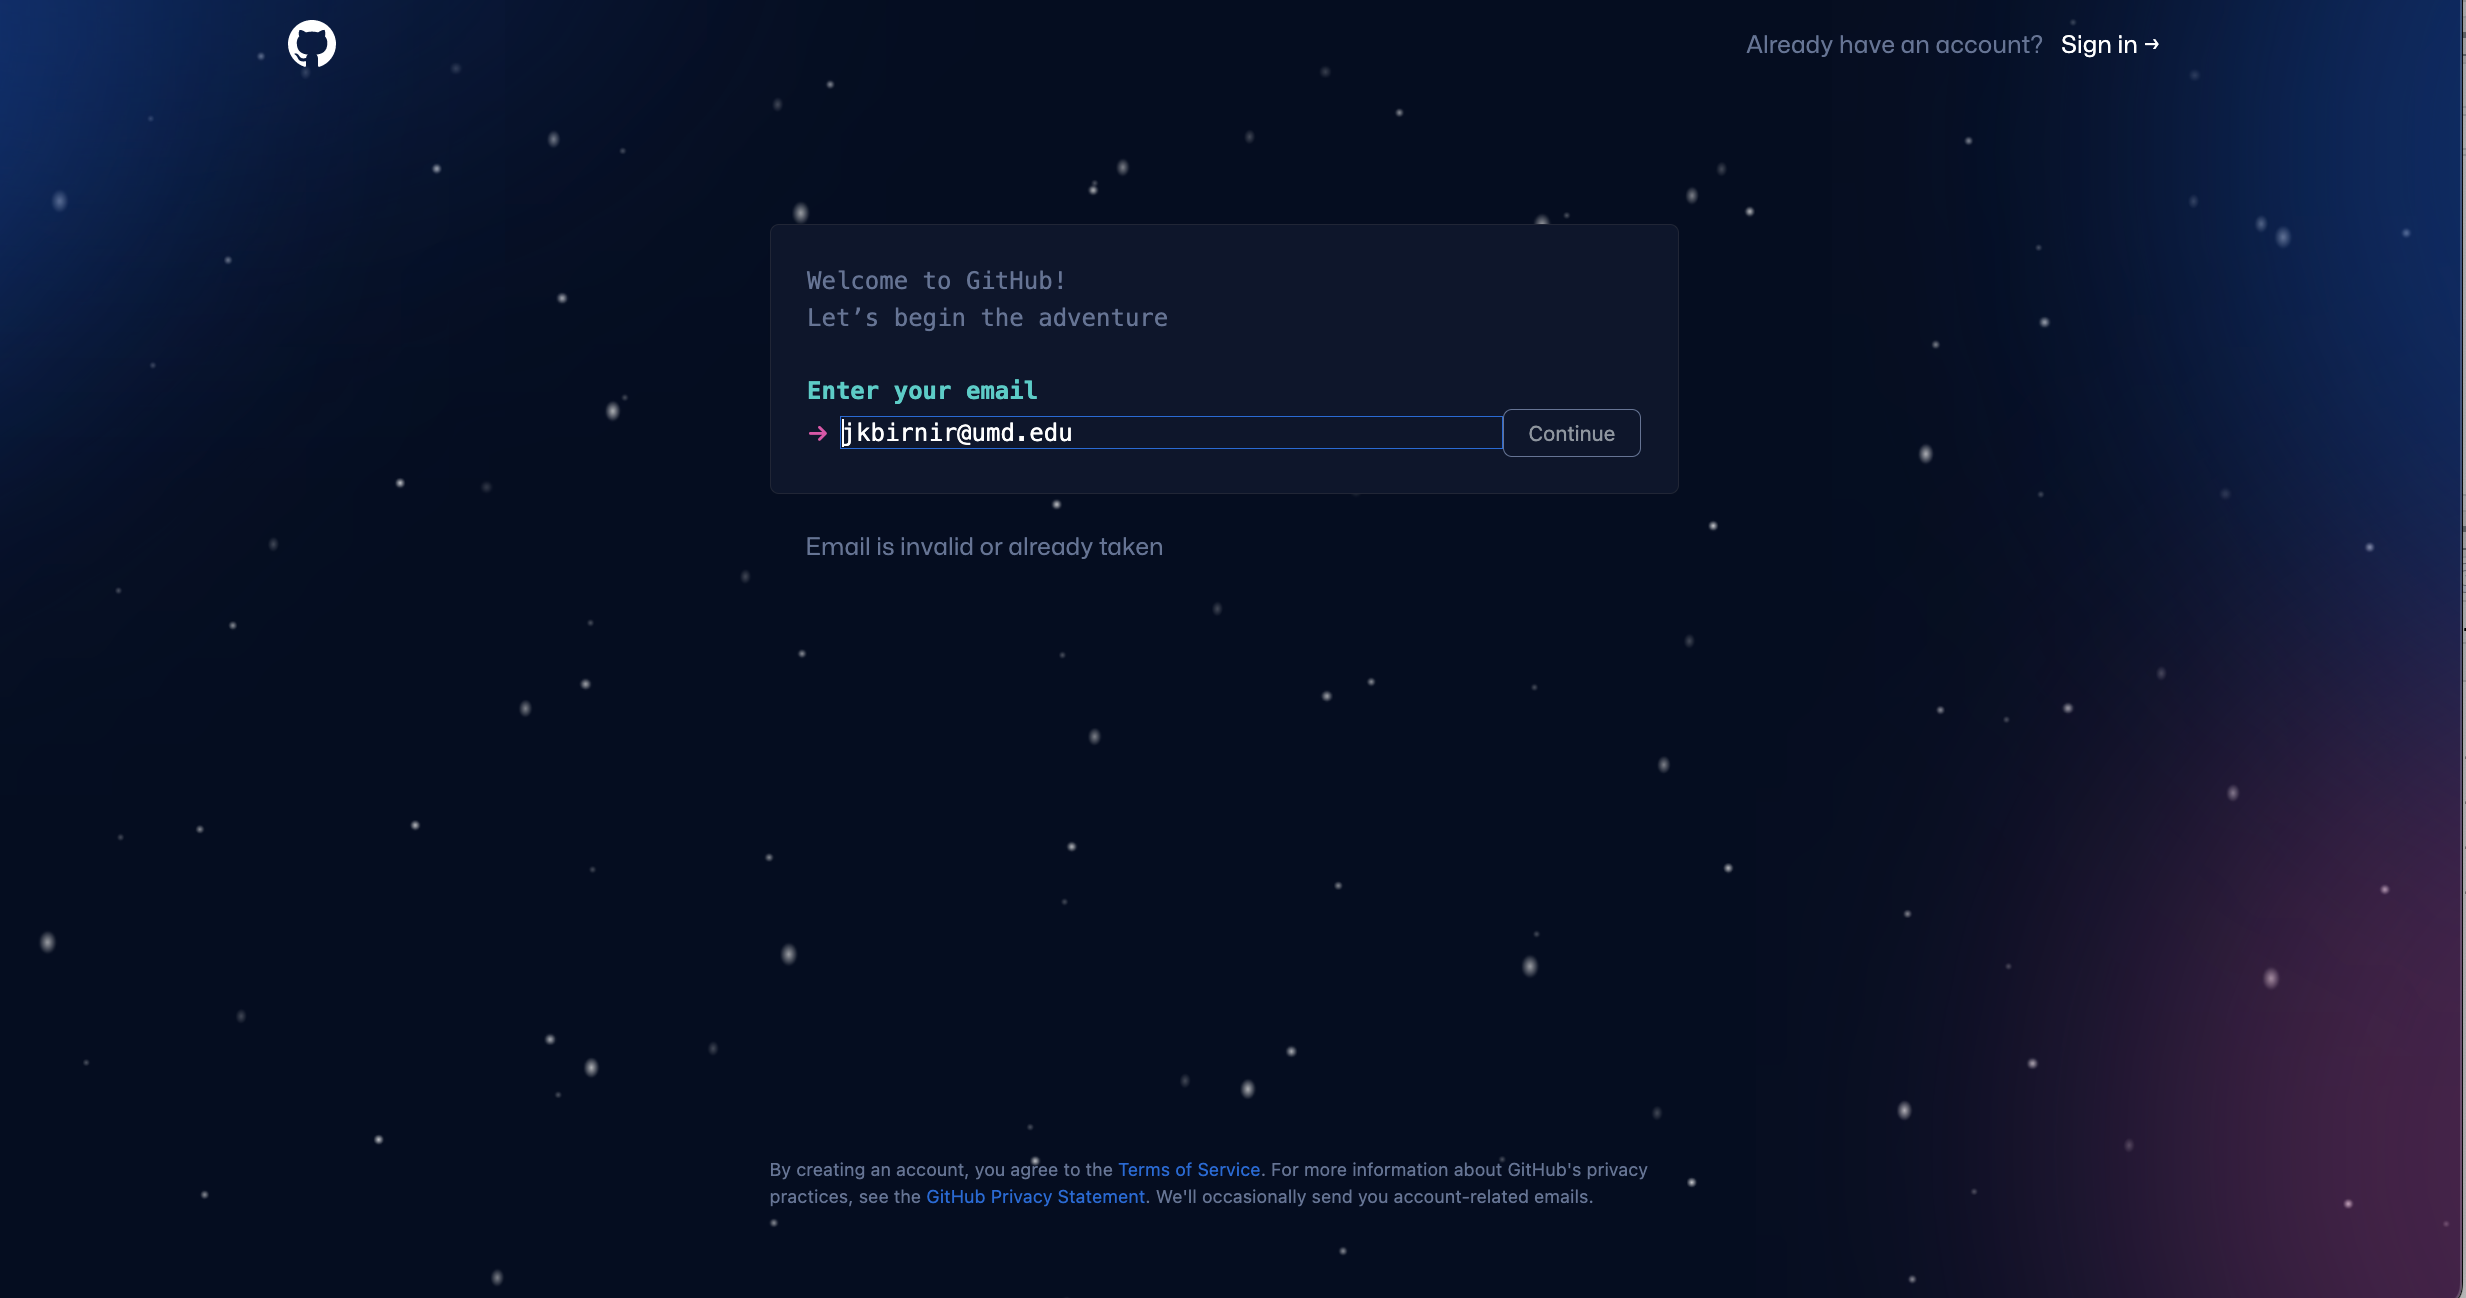 Already have an account? Sign in →
Welcome to GitHub!
Let’s begin the adventure
Enter your email
→ jkbirnir@umd.edu Continue
Email is invalid or already taken
By creating an account, you agree to the Terms of Service. For more information about GitHub's privacy
practices, see the GitHub Privacy Statement. We'll occasionally send you account-related emails.